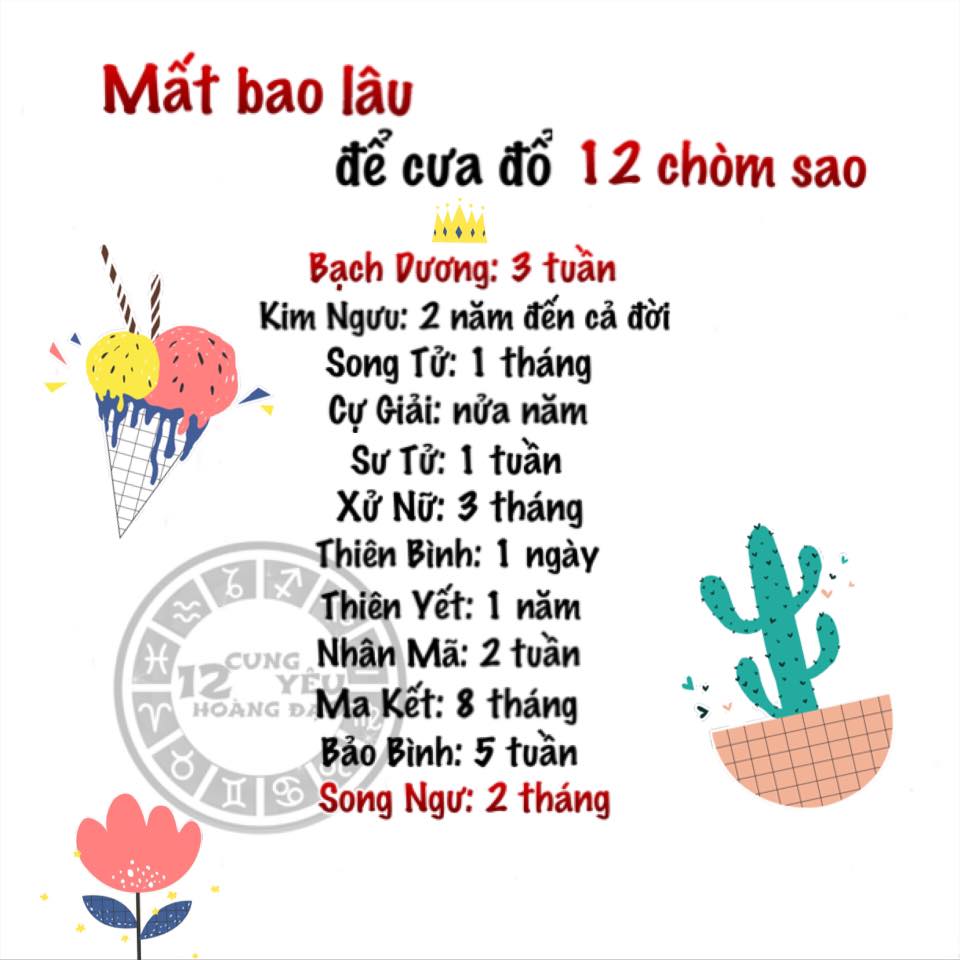 Mất bao lâu
để cưa đổ 12 chòm sao
Bạch Dương: 3 tuần
Kim Ngưu: 2 năm đến cả đời
Song Tử: 1 tháng
Cự Giải: nửa năm
Sư Tử: 1 tuần
Xử Nữ: 3 tháng
Thiên Bình: 1 ngày
Thiên Yết: 1 năm
Nhân Mã: 2 tuần
Ma Kết: 8 tháng
Bảo Bình: 5 tuần
Song Ngư: 2 tháng
12 CUNG
YÊU
HOÀNG